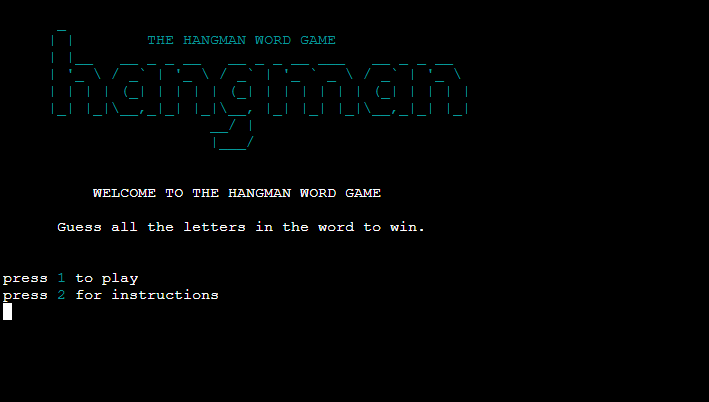 THE HANGMAN WORD GAME
hangman
WELCOME TO THE HANGMAN WORD GAME
Guess all the letters in the word to win.
press 1 to play
press 2 for instructions